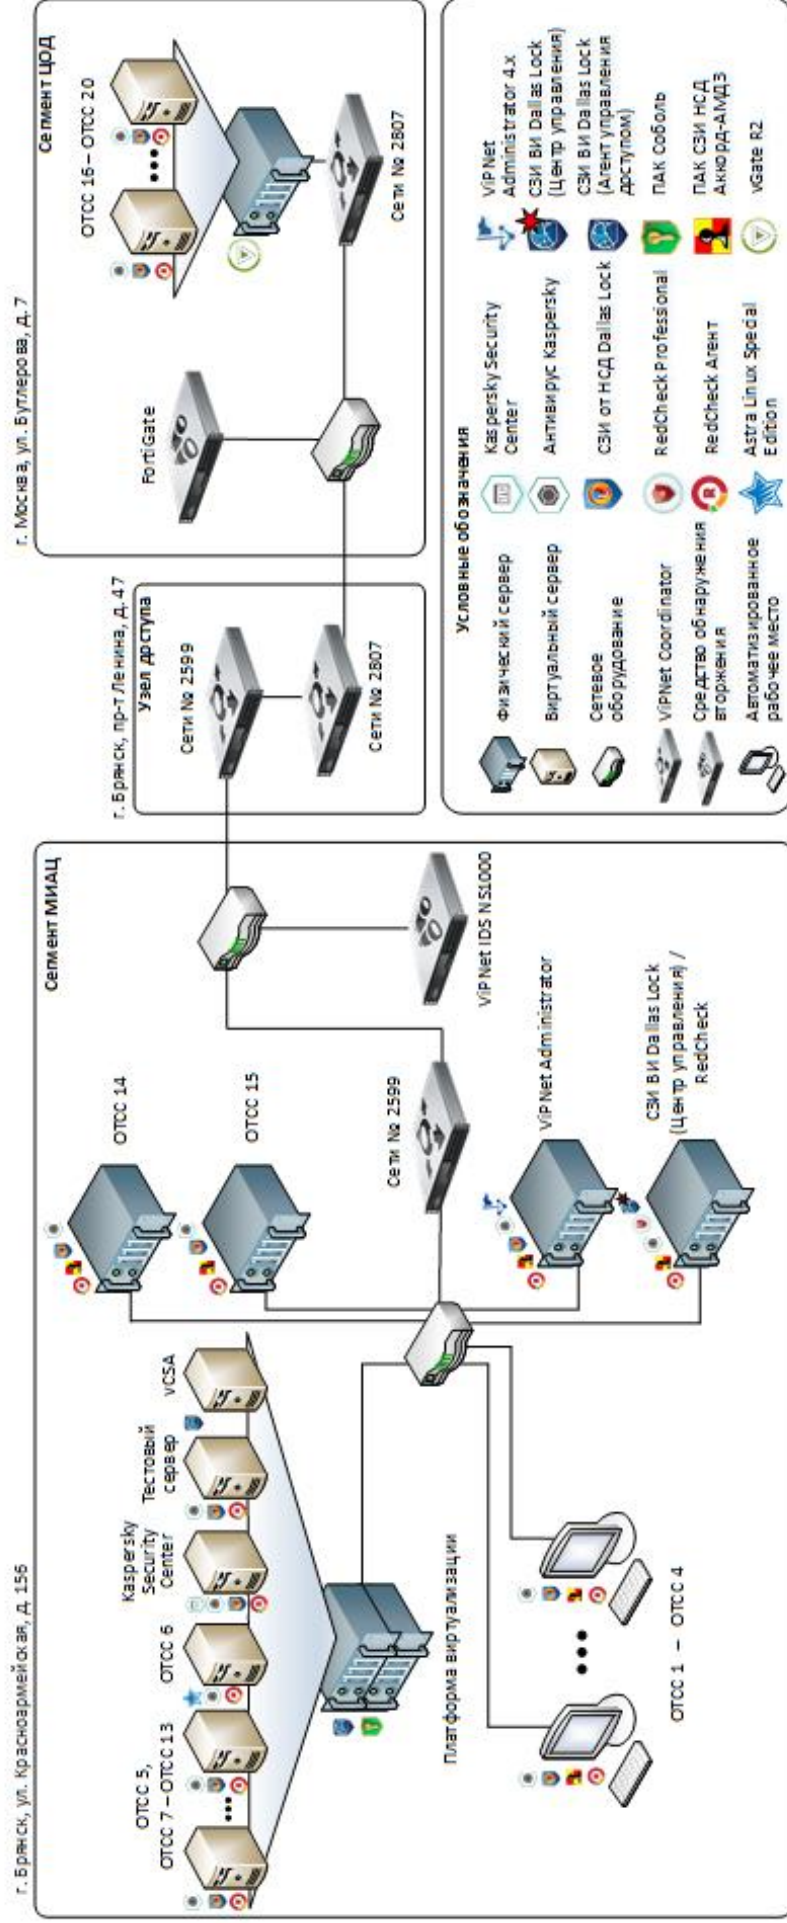 г. Брянск, ул. Красноармейская, д. 156
Сегмент МИАЦ
ОТСС 5,
ОТСС 7 – ОТСС 13
ОТСС 6
Kaspersky
Security
Center
Тестовый
сервер
vCSA
Платформа виртуализации
ОТСС 1 – ОТСС 4
ОТСС 14
ОТСС 15
Сети № 2599
ViPNet Administrator
СЗИ ВИ Dallas Lock
(Центр управления) /
RedCheck
ViPNet IDS NS1000
г. Брянск, пр-т Ленина, д. 47
Узел доступа
Сети № 2599
Сети № 2807
г. Москва, ул. Бутлерова, д. 7
Сегмент ЦОД
FortiGate
ОТСС 16 – ОТСС 20
Сети № 2807
Условные обозначения
Физический сервер
Виртуальный сервер
Сетевое
оборудование
ViPNet Coordinator
Средство обнаружения
вторжения
Автоматизированное
рабочее место
Kaspersky Security
Center
Антивирус Kaspersky
СЗИ от НСД Dallas Lock
RedCheck Professional
RedCheck Агент
Astra Linux Special
Edition
ViPNet
Administrator 4.x
СЗИ ВИ Dallas Lock
(Центр управления)
СЗИ ВИ Dallas Lock
(Агент управления
доступом)
ПАК Соболь
ПАК СЗИ НСД
Аккорд-АМДЗ
vGate R2